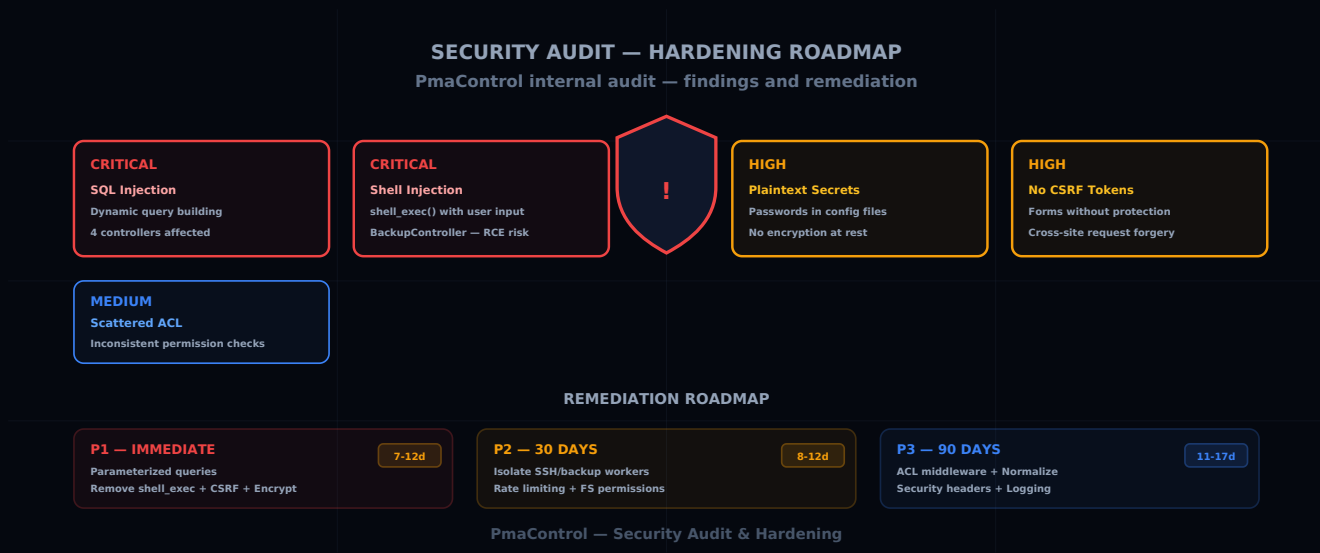 SECURITY AUDIT — HARDENING ROADMAP
PmaControl internal audit — findings and remediation
CRITICAL
SQL Injection
Dynamic query building
4 controllers affected
CRITICAL
Shell Injection
shell_exec() with user input
BackupController — RCE risk
!
HIGH
Plaintext Secrets
Passwords in config files
No encryption at rest
HIGH
No CSRF Tokens
Forms without protection
Cross-site request forgery
MEDIUM
Scattered ACL
Inconsistent permission checks
REMEDIATION ROADMAP
P1 — IMMEDIATE
7-12d
Parameterized queries
Remove shell_exec + CSRF + Encrypt
P2 — 30 DAYS
8-12d
Isolate SSH/backup workers
Rate limiting + FS permissions
P3 — 90 DAYS
11-17d
ACL middleware + Normalize
Security headers + Logging
PmaControl — Security Audit & Hardening